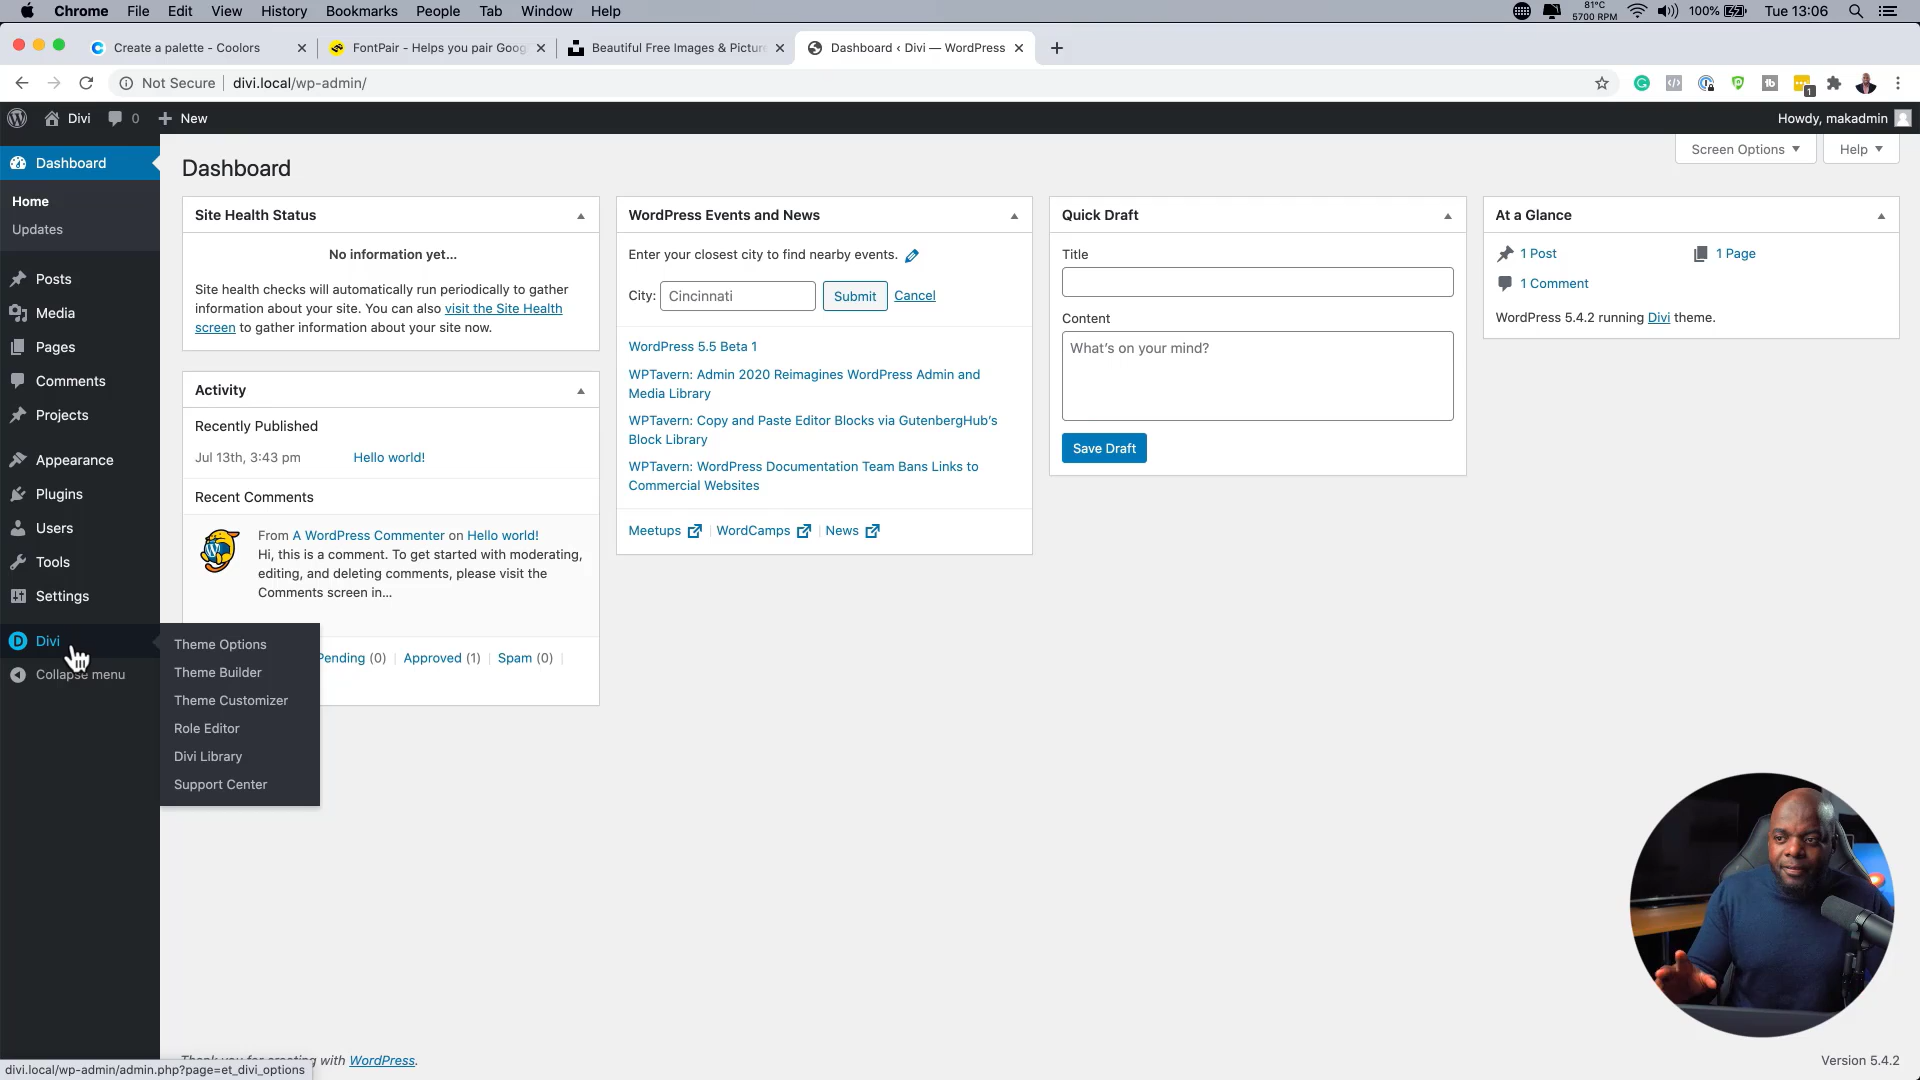 Chrome File Edit View History Bookmarks People Tab Window Help
81°C
5700 RPM
100% Tue 13:06
Create a palette - Coolors
FontPair - Helps you pair Goog
Beautiful Free Images & Picture
Dashboard ‹ Divi — WordPress
Not Secure divi.local/wp-admin/
1
Divi 0 New
Howdy, makadmin
Dashboard
Home
Updates
Posts
Media
Pages
Comments
Projects
Appearance
Plugins
Users
Tools
Settings
Divi
Collapse menu
Theme Options
Theme Builder
Theme Customizer
Role Editor
Divi Library
Support Center
Screen Options
Help
Dashboard
Site Health Status
No information yet...
Site health checks will automatically run periodically to gather
information about your site. You can also visit the Site Health
screen to gather information about your site now.
Activity
Recently Published
Jul 13th, 3:43 pm Hello world!
Recent Comments
From A WordPress Commenter on Hello world!
Hi, this is a comment. To get started with moderating,
editing, and deleting comments, please visit the
Comments screen in...
Pending (0) | Approved (1) | Spam (0) |
WordPress Events and News
Enter your closest city to find nearby events.
City: Cincinnati Submit Cancel
WordPress 5.5 Beta 1
WPTavern: Admin 2020 Reimagines WordPress Admin and
Media Library
WPTavern: Copy and Paste Editor Blocks via GutenbergHub's
Block Library
WPTavern: WordPress Documentation Team Bans Links to
Commercial Websites
Meetups | WordCamps | News
Quick Draft
Title
Content
What's on your mind?
Save Draft
At a Glance
1 Post 1 Page
1 Comment
WordPress 5.4.2 running Divi theme.
Thank you for creating with WordPress.
Version 5.4.2
divi.local/wp-admin/admin.php?page=et_divi_options